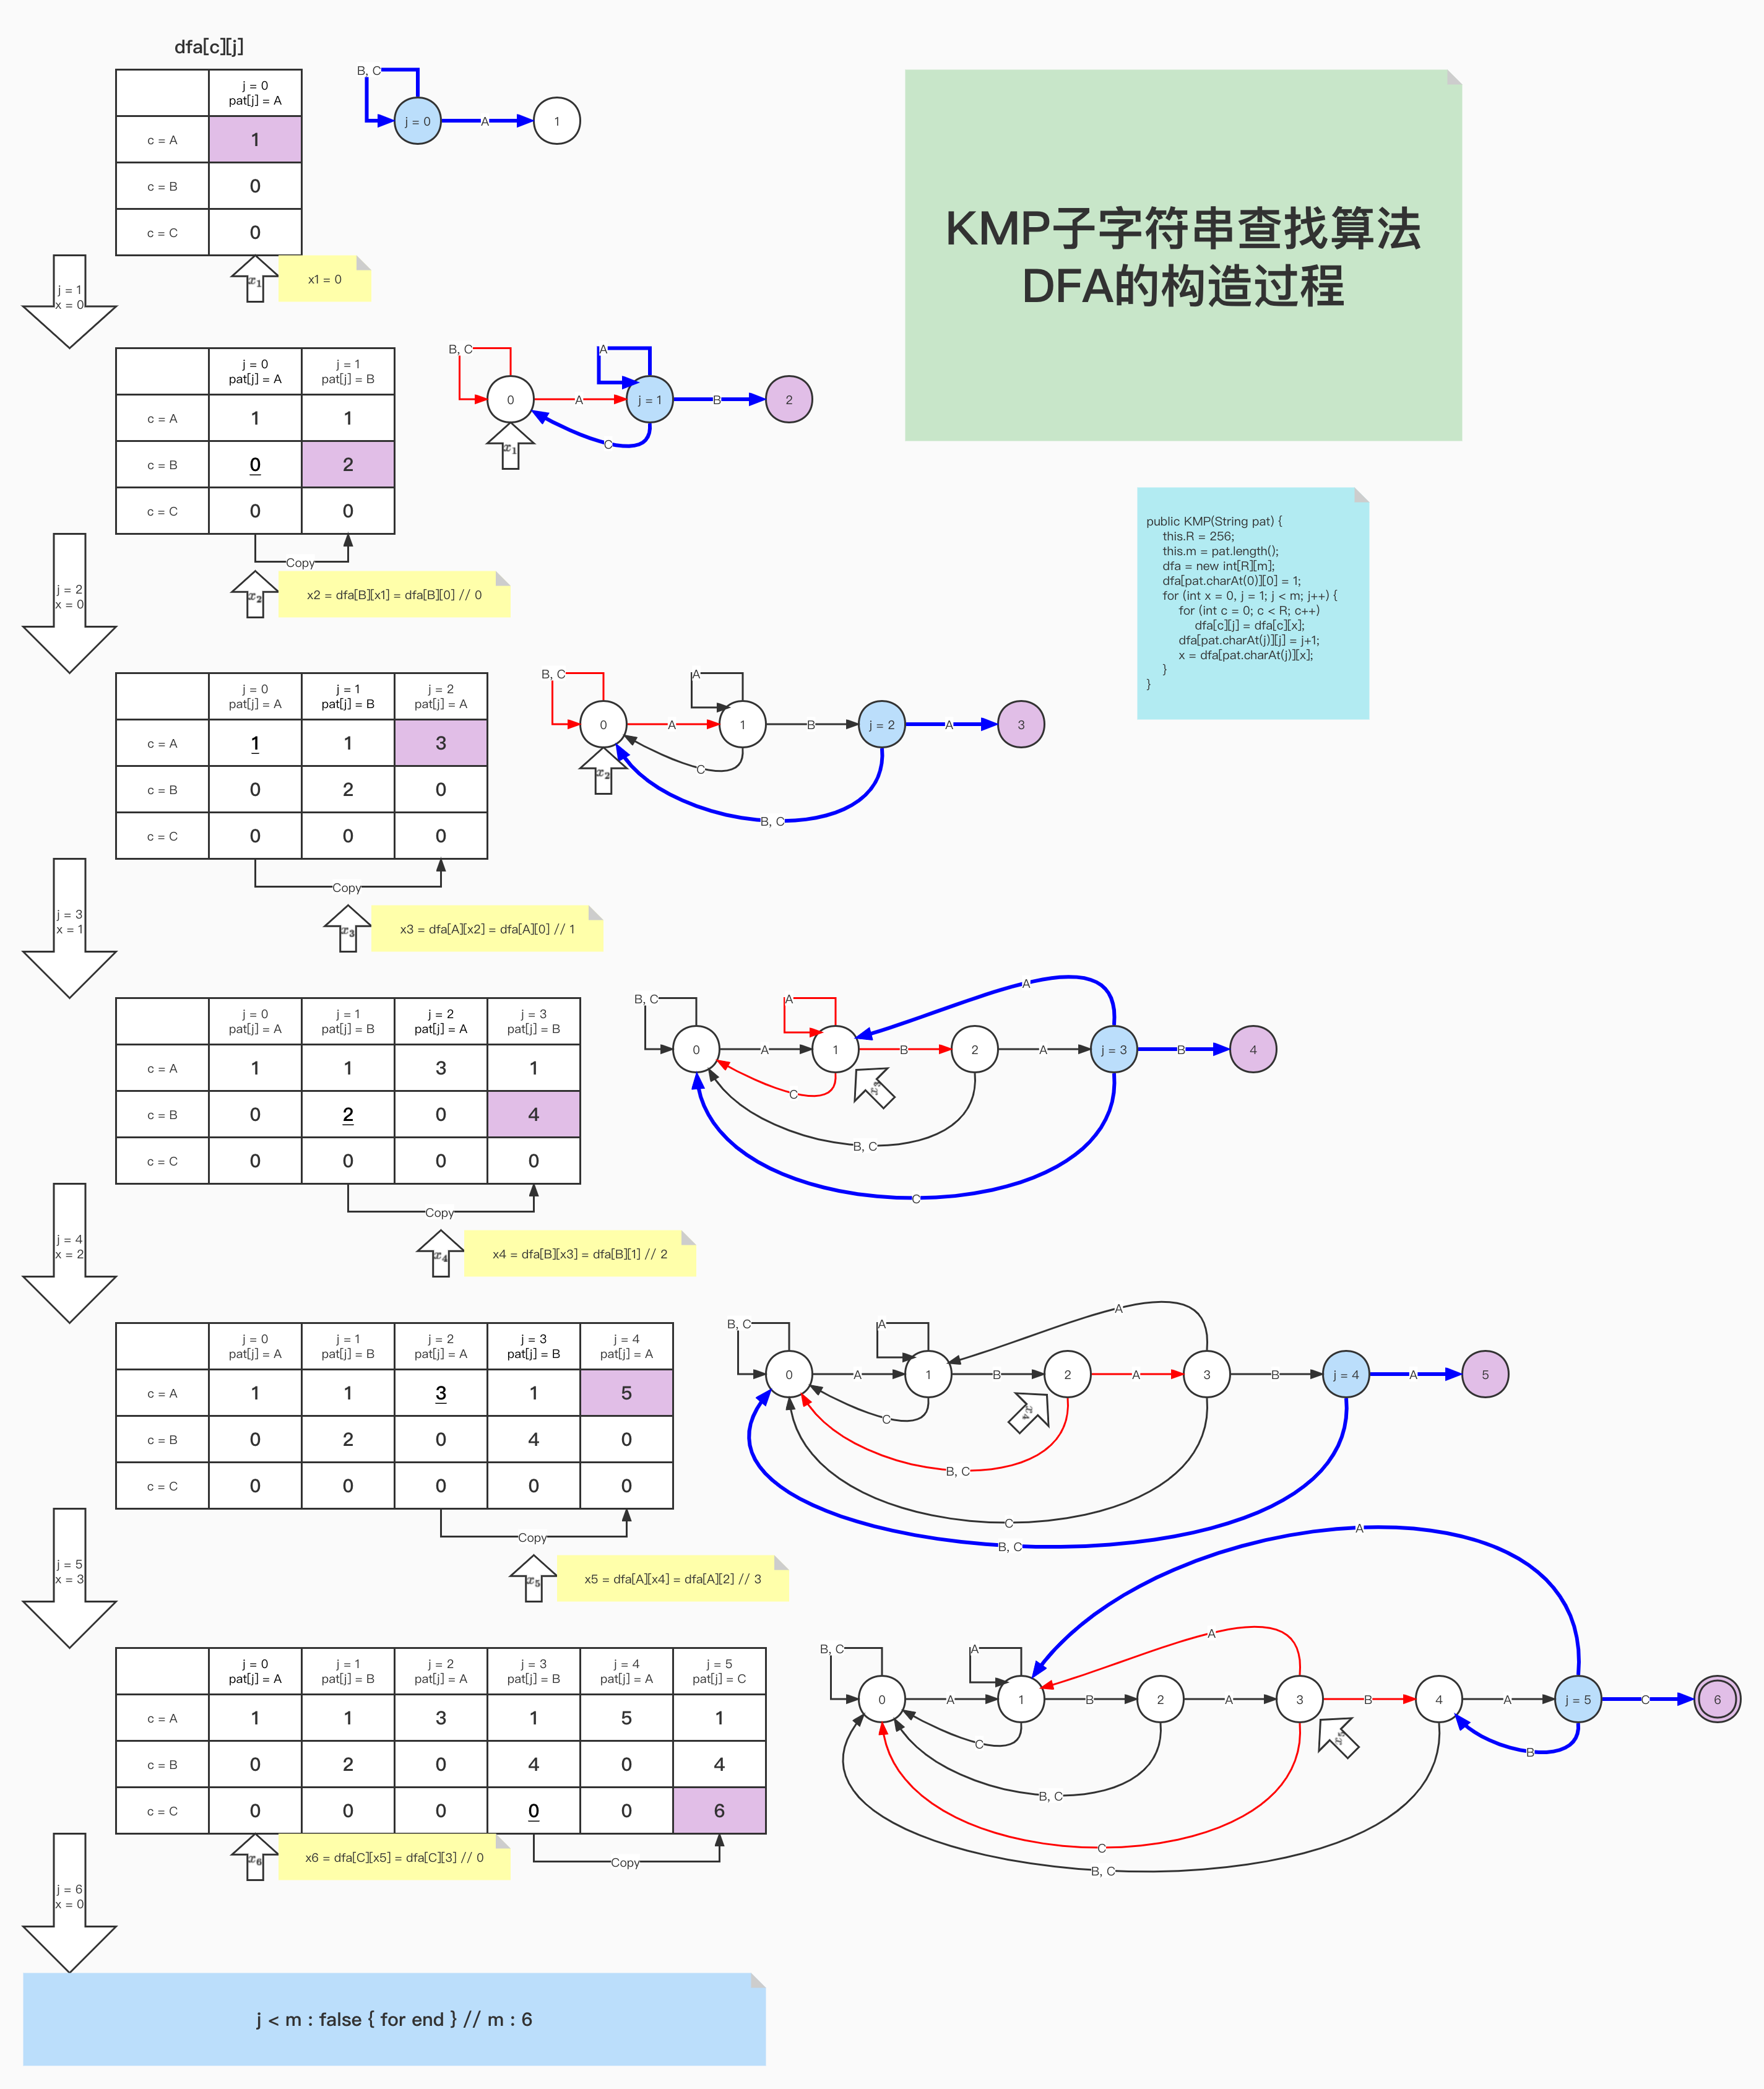 dfa[c][j]
j = 0
pat[j] = A
c = A 1
c = B 0
c = C 0
B, C
j = 0 A 1
KMP子字符串查找算法
DFA的构造过程
x1
x1 = 0
j = 1
x = 0
j = 0 j = 1
pat[j] = A pat[j] = B
c = A 1 1
c = B 0 2
c = C 0 0
Copy
B, C A
0 A j = 1 B 2
C
x1
public KMP(String pat) {
this.R = 256;
this.m = pat.length();
dfa = new int[R][m];
dfa[pat.charAt(0)][0] = 1;
for (int x = 0, j = 1; j < m; j++) {
for (int c = 0; c < R; c++)
dfa[c][j] = dfa[c][x];
dfa[pat.charAt(j)][j] = j+1;
x = dfa[pat.charAt(j)][x];
}
}
x2
x2 = dfa[B][x1] = dfa[B][0] // 0
j = 2
x = 0
j = 0 j = 1 j = 2
pat[j] = A pat[j] = B pat[j] = A
c = A 1 1 3
c = B 0 2 0
c = C 0 0 0
Copy
B, C A
0 A 1 B j = 2 A 3
C
x2
B, C
x3
x3 = dfa[A][x2] = dfa[A][0] // 1
j = 3
x = 1
j = 0 j = 1 j = 2 j = 3
pat[j] = A pat[j] = B pat[j] = A pat[j] = B
c = A 1 1 3 1
c = B 0 2 0 4
c = C 0 0 0 0
Copy
A
B, C A
0 A 1 B 2 A j = 3 B 4
C x3
B, C
C
x4
x4 = dfa[B][x3] = dfa[B][1] // 2
j = 4
x = 2
j = 0 j = 1 j = 2 j = 3 j = 4
pat[j] = A pat[j] = B pat[j] = A pat[j] = B pat[j] = A
c = A 1 1 3 1 5
c = B 0 2 0 4 0
c = C 0 0 0 0 0
Copy
A
B, C A
0 A 1 B 2 A 3 B j = 4 A 5
C x4
B, C
C
B, C
x5
x5 = dfa[A][x4] = dfa[A][2] // 3
j = 5
x = 3
j = 0 j = 1 j = 2 j = 3 j = 4 j = 5
pat[j] = A pat[j] = B pat[j] = A pat[j] = B pat[j] = A pat[j] = C
c = A 1 1 3 1 5 1
c = B 0 2 0 4 0 4
c = C 0 0 0 0 0 6
Copy
A
A
B, C A
0 A 1 B 2 A 3 B 4 A j = 5 C 6
C x5 B
B, C
C
B, C
x6
x6 = dfa[C][x5] = dfa[C][3] // 0
j = 6
x = 0
j < m : false { for end } // m : 6